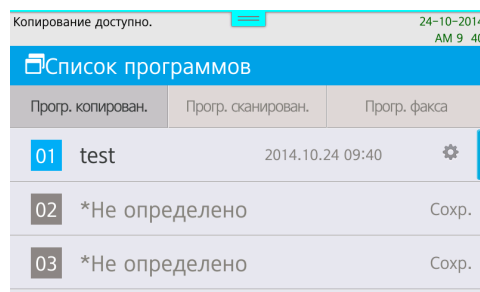 Копирование доступно.
24-10-2014
AM 9 40
Список программов
Прогр. копирован.
Прогр. сканирован.
Прогр. факса
01 test 2014.10.24 09:40
02 *Не определено Сохр.
03 *Не определено Сохр.